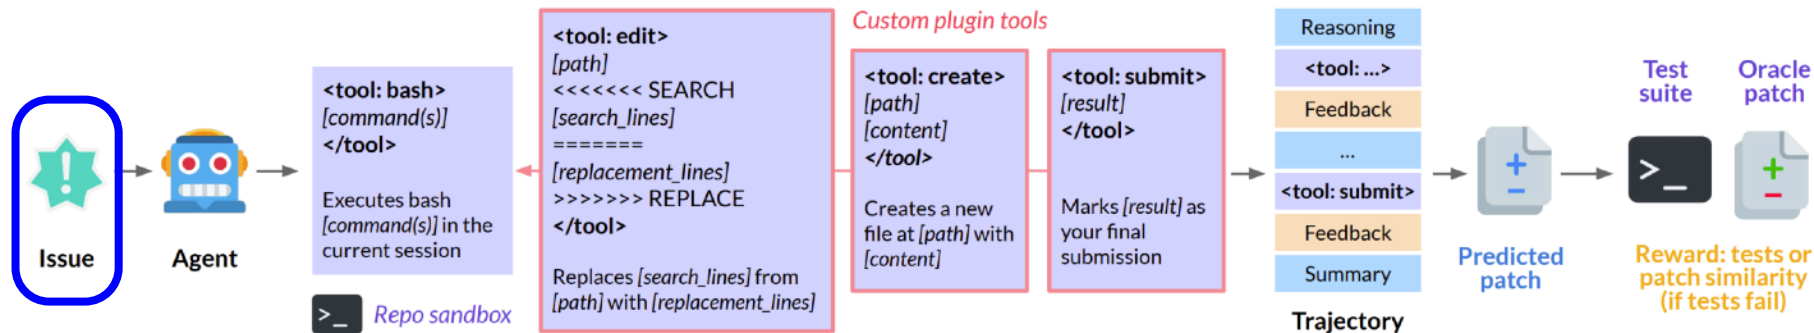 Issue
Agent
<tool: bash>
[command(s)]
</tool>
Executes bash
[command(s)] in the
current session
>_
Repo sandbox
<tool: edit>
[path]
<<<<<<< SEARCH
[search_lines]
=======
[replacement_lines]
>>>>>>> REPLACE
</tool>
Replaces [search_lines] from
[path] with [replacement_lines]
Custom plugin tools
<tool: create>
[path]
[content]
</tool>
Creates a new
file at [path] with
[content]
<tool: submit>
[result]
</tool>
Marks [result] as
your final
submission
Reasoning
<tool: ...>
Feedback
...
<tool: submit>
Feedback
Summary
Trajectory
Predicted
patch
Test
suite
>_
Oracle
patch
Reward: tests or
patch similarity
(if tests fail)